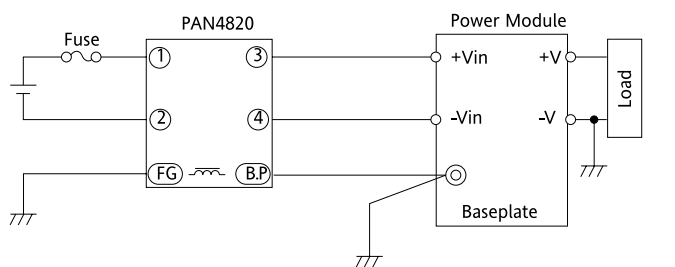 PAN4820
Power Module
Fuse
1
3
+Vin
+V
Load
2
4
-Vin
-V
FG
B.P
Baseplate